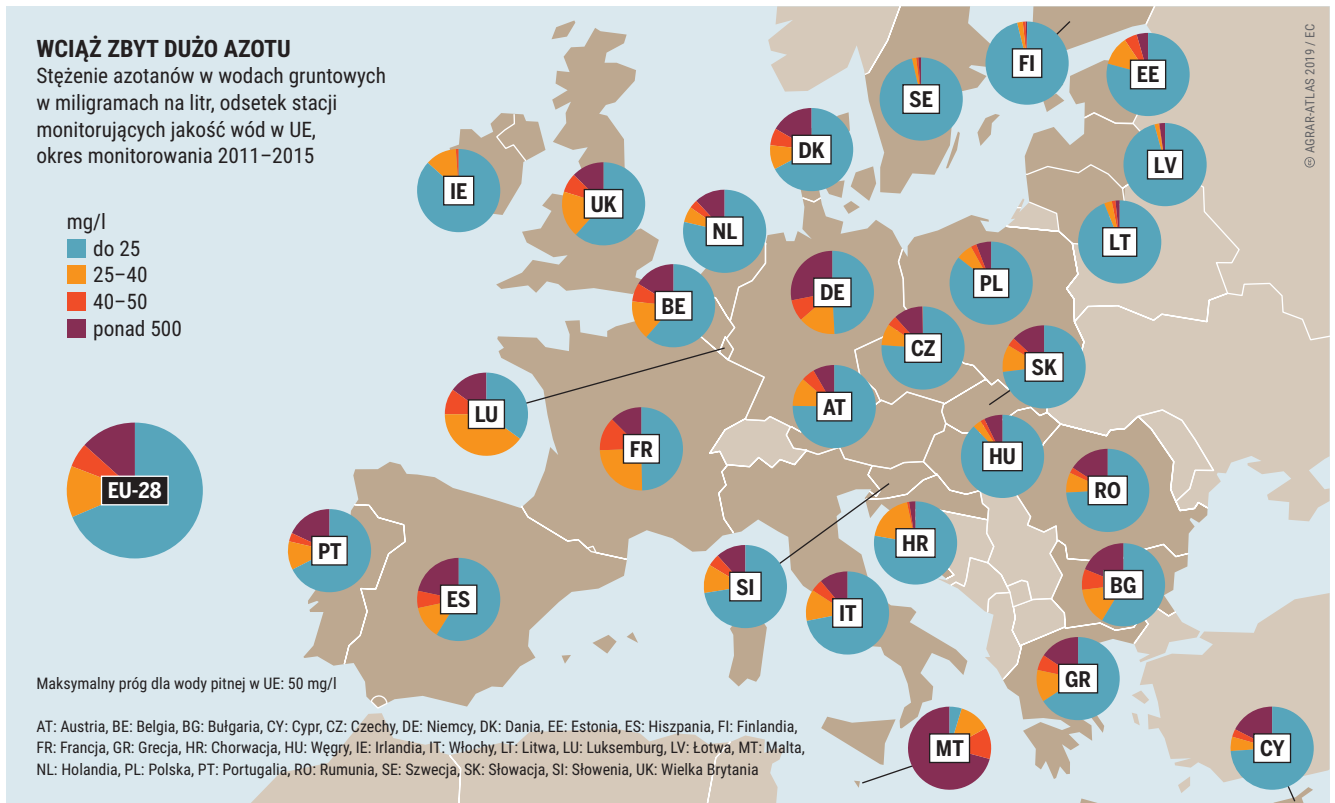 WCIĄŻ ZBYT DUŻO AZOTU
Stężenie azotanów w wodach gruntowych
w miligramach na litr, odsetek stacji
monitorujących jakość wód w UE,
okres monitorowania 2011–2015
mg/l
do 25
25–40
40–50
ponad 500
FI
EE
SE
DK
LV
IE
UK
NL
LT
BE
DE
PL
CZ
SK
LU
AT
FR
HU
EU-28
RO
PT
HR
ES
SI
IT
BG
GR
MT
CY
Maksymalny próg dla wody pitnej w UE: 50 mg/l
AT: Austria, BE: Belgia, BG: Bułgaria, CY: Cypr, CZ: Czechy, DE: Niemcy, DK: Dania, EE: Estonia, ES: Hiszpania, FI: Finlandia,
FR: Francja, GR: Grecja, HR: Chorwacja, HU: Węgry, IE: Irlandia, IT: Włochy, LT: Litwa, LU: Luksemburg, LV: Łotwa, MT: Malta,
NL: Holandia, PL: Polska, PT: Portugalia, RO: Rumunia, SE: Szwecja, SK: Słowacja, SI: Słowenia, UK: Wielka Brytania
© AGRAR-ATLAS 2019 / EC